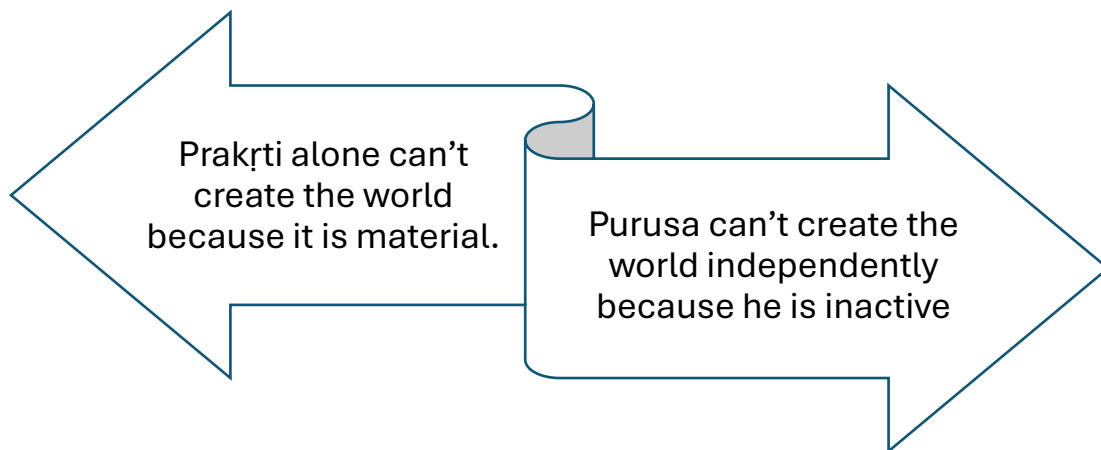 Prakṛti alone can’t
create the world
because it is material.
Purusa can’t create the
world independently
because he is inactive